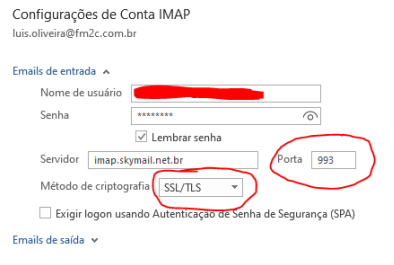 Configurações de Conta IMAP
luis.oliveira@fm2c.com.br
Emails de entrada
Nome de usuário
Senha ********
Lembrar senha
Servidor imap.skymail.net.br Porta 993
Método de criptografia SSL/TLS
Exigir logon usando Autenticação de Senha de Segurança (SPA)
Emails de saída